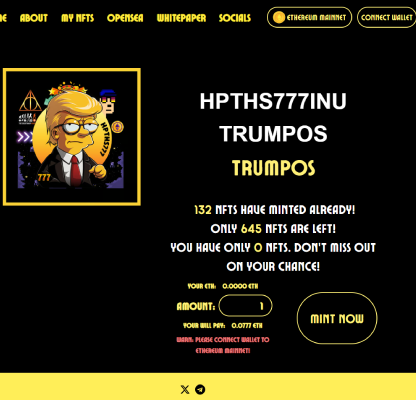 ABOUT
MY NFTS
OPENSEA
WHITEPAPER
SOCIALS
ETHEREUM MAINNET
CONNECT WALLET
HPTHS777INU
TRUMPOS
TRUMPOS
777
132 NFTS HAVE MINTED ALREADY!
ONLY 645 NFTS ARE LEFT!
YOU HAVE ONLY 0 NFTS. DON'T MISS OUT
ON YOUR CHANCE!
YOUR ETH: 0.0000 ETH
AMOUNT: 1
YOUR WILL PAY: 0.0777 ETH
WARN: PLEASE CONNECT WALLET TO
ETHEREUM MAINNET!
MINT NOW